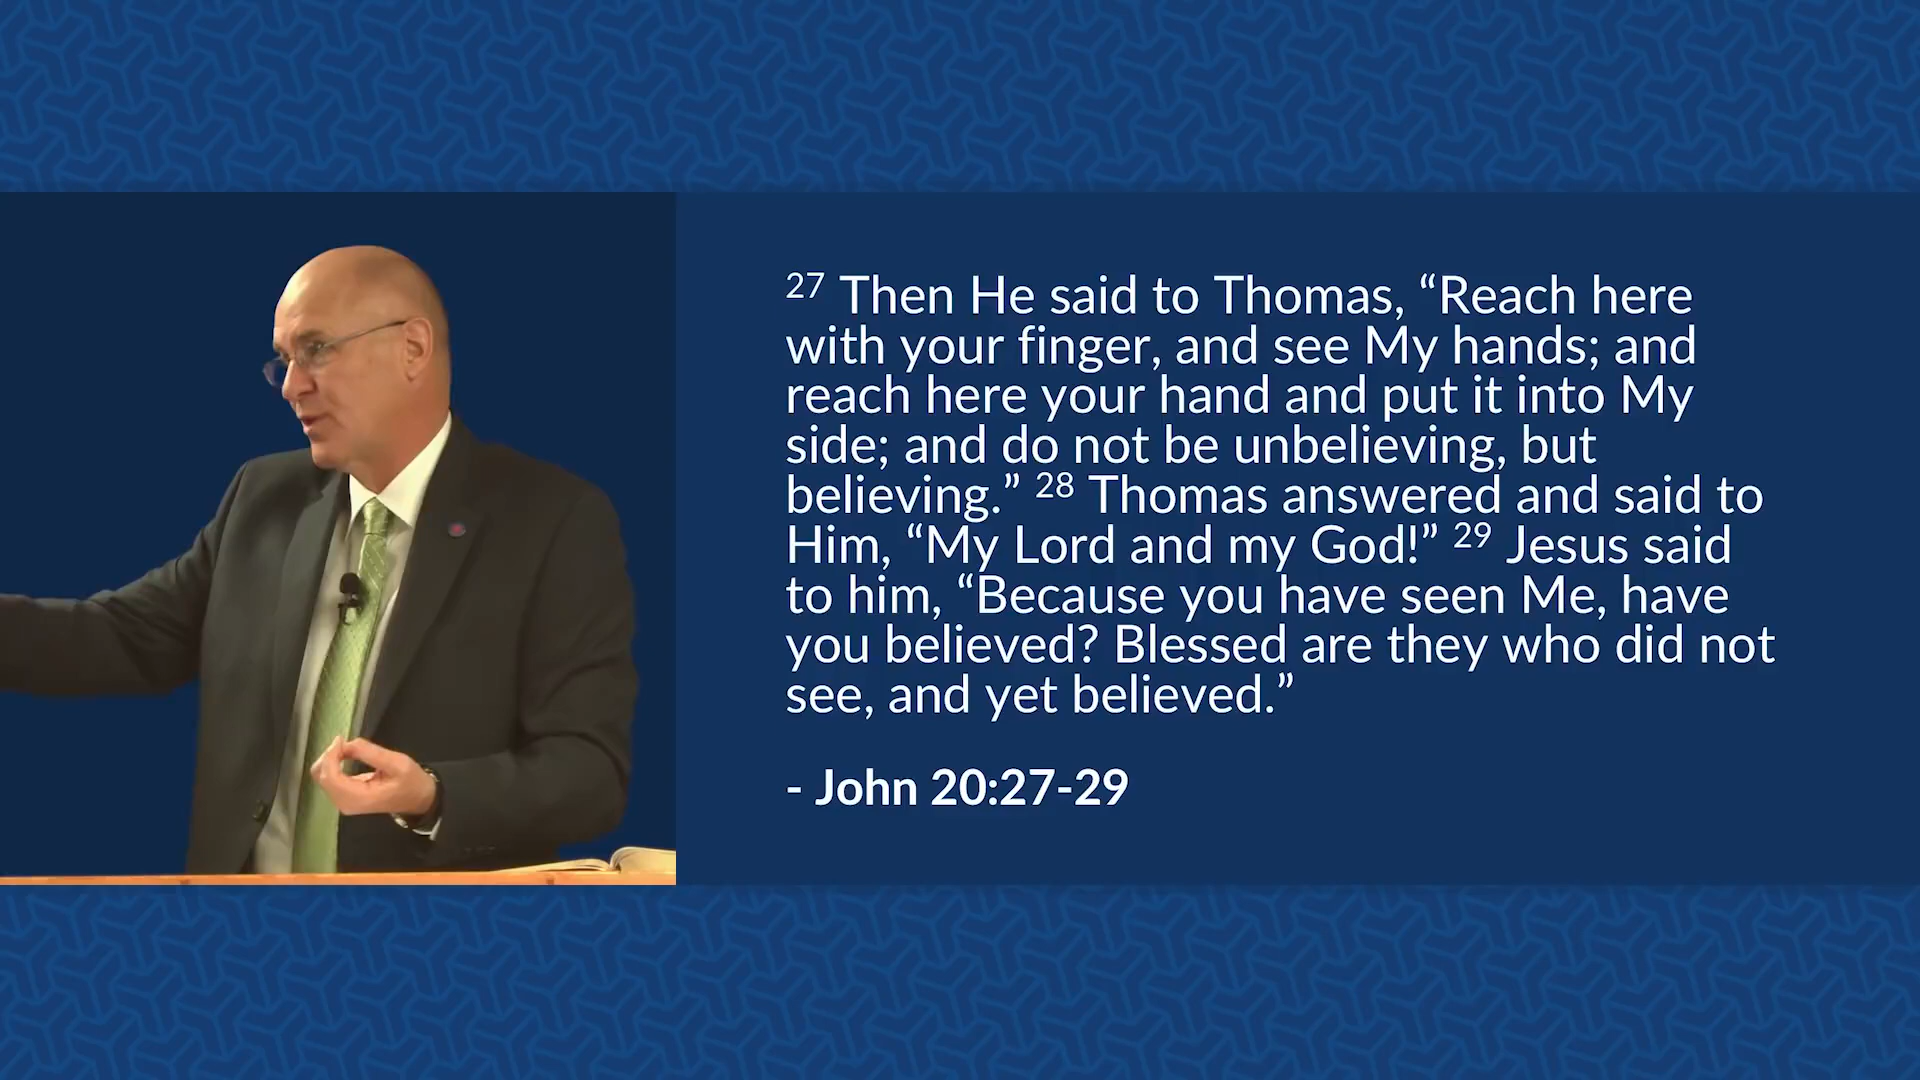 27 Then He said to Thomas, “Reach here
with your finger, and see My hands; and
reach here your hand and put it into My
side; and do not be unbelieving, but
believing.” 28 Thomas answered and said to
Him, “My Lord and my God!” 29 Jesus said
to him, “Because you have seen Me, have
you believed? Blessed are they who did not
see, and yet believed.”
- John 20:27-29